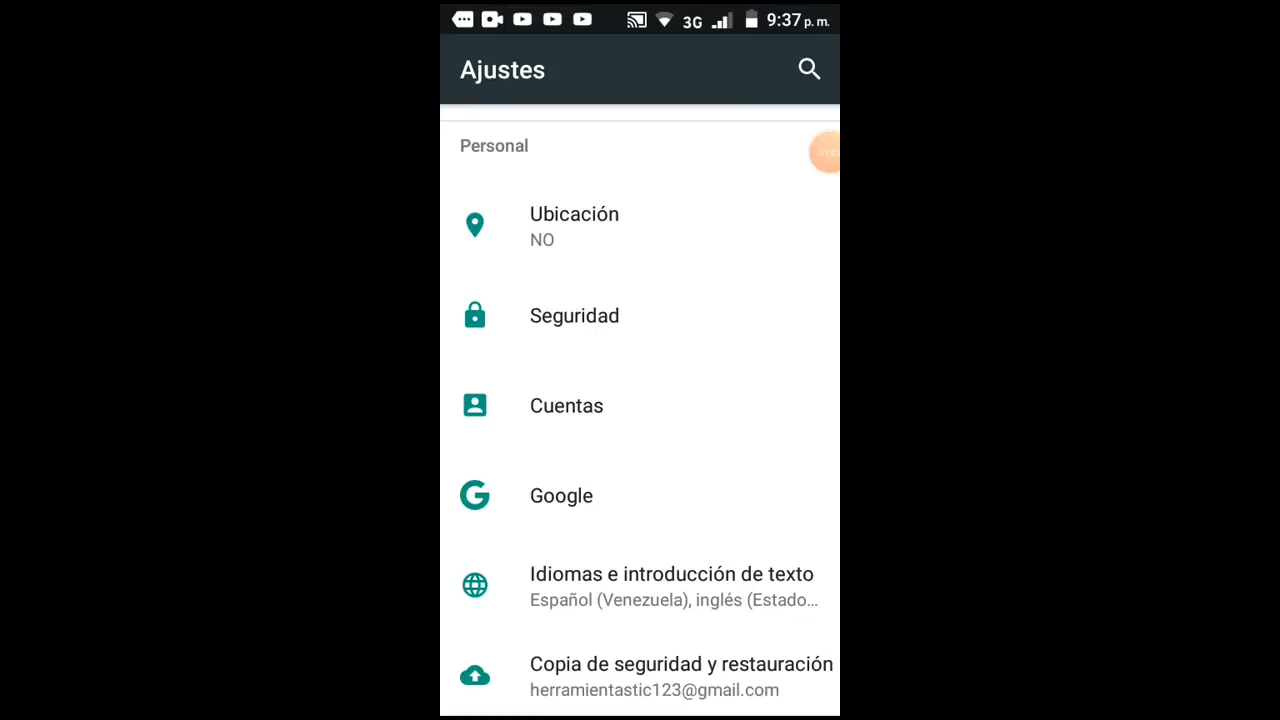 3G 9:37 p. m.
Ajustes
Personal
Ubicación
NO
Seguridad
Cuentas
Google
Idiomas e introducción de texto
Español (Venezuela), inglés (Estado...
Copia de seguridad y restauración
herramientastic123@gmail.com